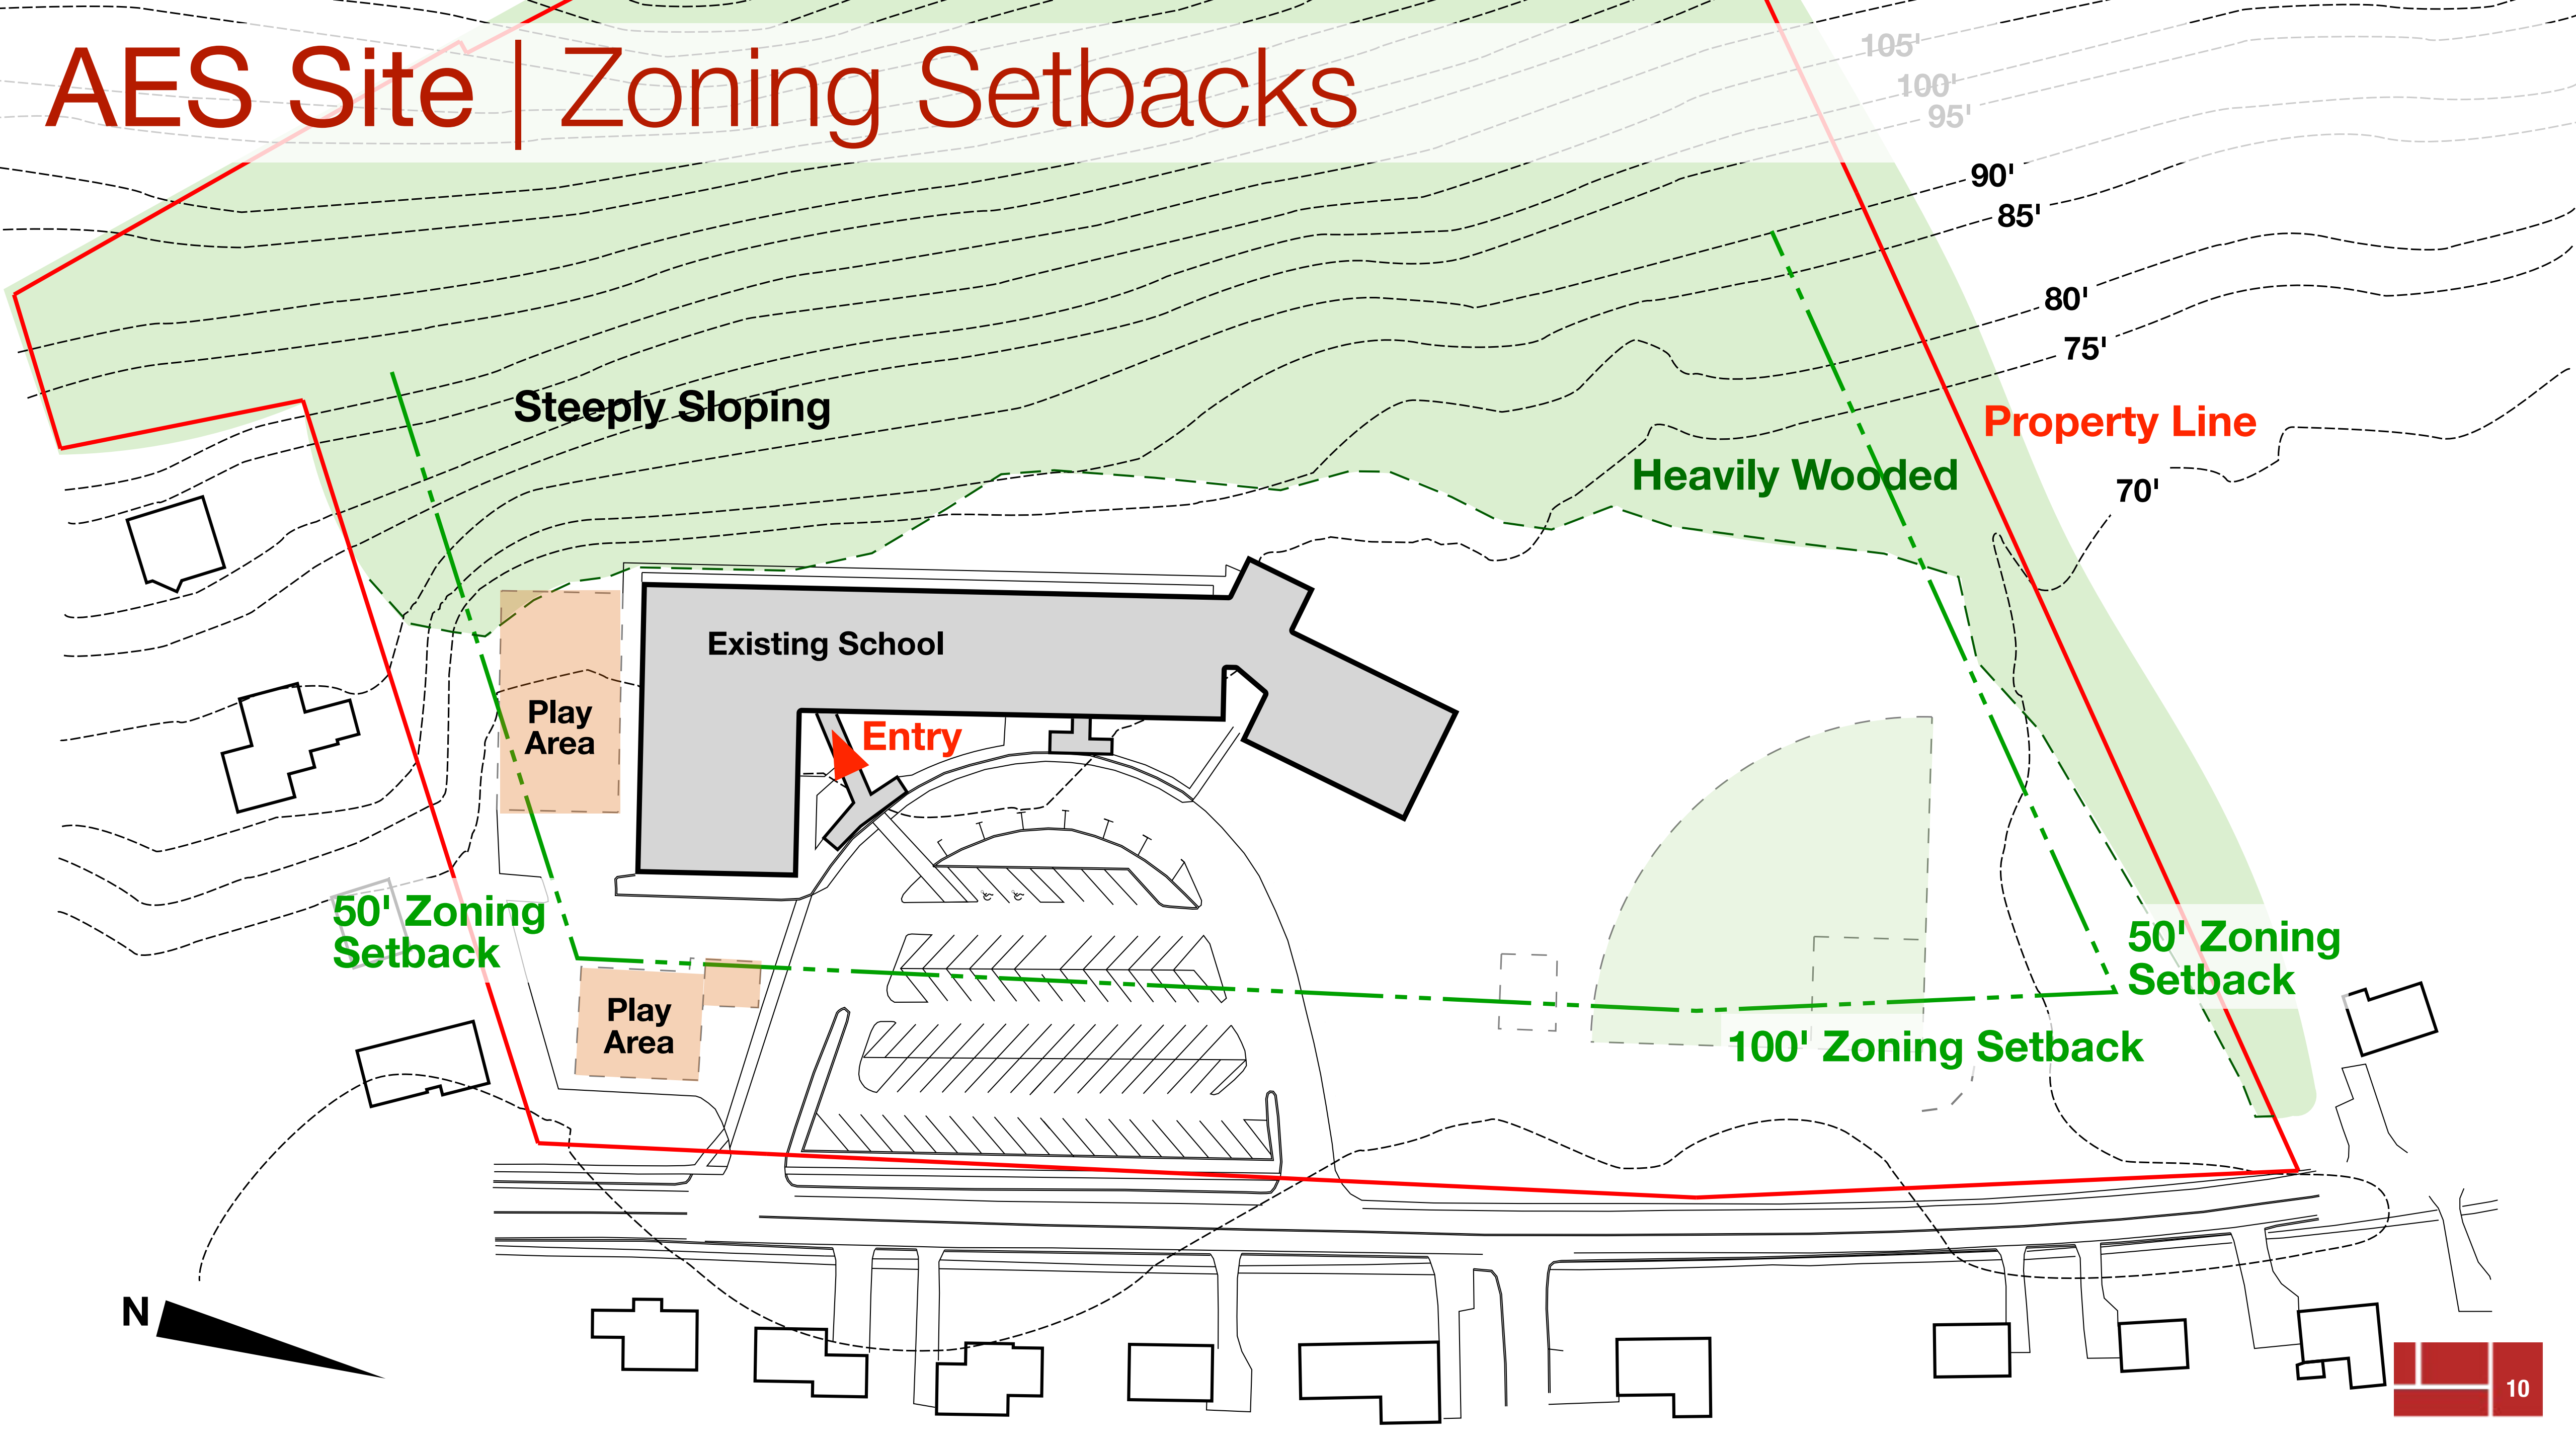 AES Site | Zoning Setbacks
105'
100'
95'
90'
85'
80'
75'
70'
Steeply Sloping
Property Line
Heavily Wooded
Existing School
Play
Area
Entry
50' Zoning
Setback
50' Zoning
Setback
Play
Area
100' Zoning Setback
N
10